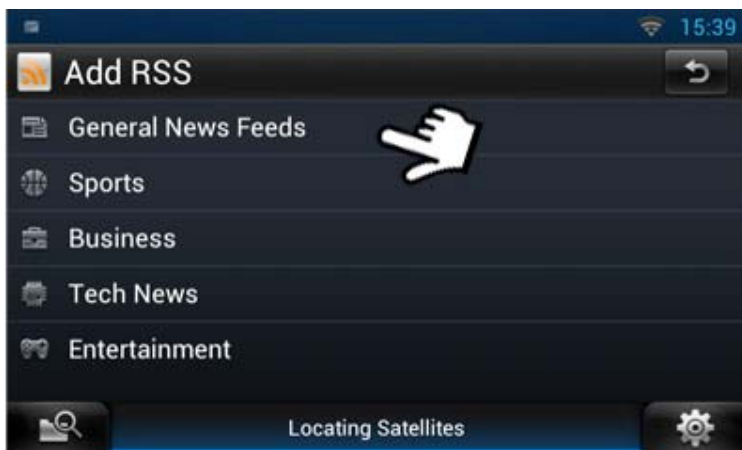 15:39
Add RSS
General News Feeds
Sports
Business
Tech News
Entertainment
Locating Satellites